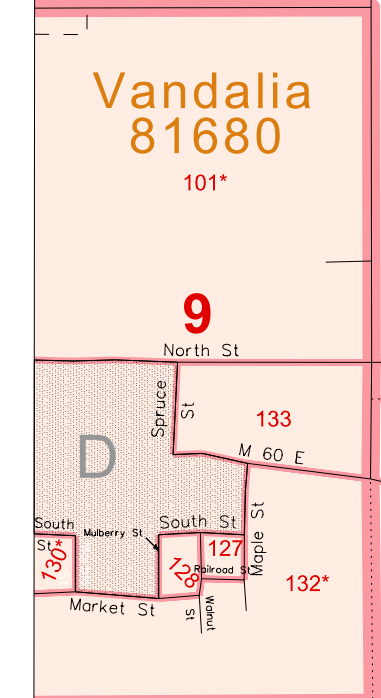 Vandalia
81680
101*
9
North St
Spruce
St
133
M 60 E
D
South
St
130*
Mulberry St
South St
128
127
Railroad St
Maple St
132*
Market St
Walnut
St